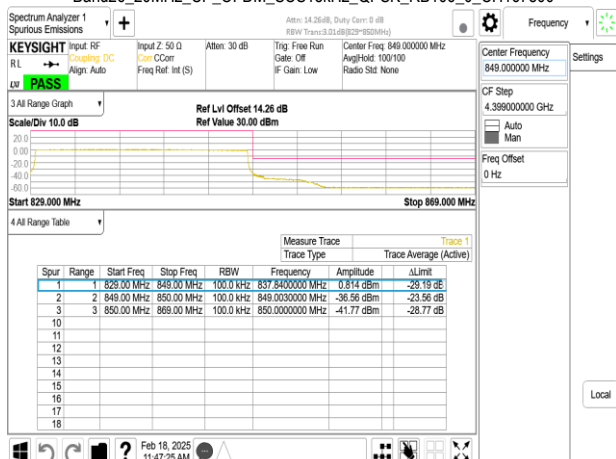 Spectrum Analyzer 1
Spurious Emissions
Attn: 14.26dB, Duty Corr: 0 dB
RBW Trans:3.01dB(829~850MHz)
Frequency
KEYSIGHT
RL
LXI
PASS
Input: RF
Coupling: DC
Align: Auto
Input Z: 50 Ω
Corr CCorr
Freq Ref: Int (S)
Atten: 30 dB
Trig: Free Run
Gate: Off
IF Gain: Low
Center Freq: 849.000000 MHz
Avg|Hold: 100/100
Radio Std: None
Center Frequency
849.000000 MHz
Settings
CF Step
4.399000000 GHz
Auto
Man
Freq Offset
0 Hz
3 All Range Graph
Scale/Div 10.0 dB
Ref Lvl Offset 14.26 dB
Ref Value 30.00 dBm
20.0
0.00
-20.0
-40.0
-60.0
Start 829.000 MHz
Stop 869.000 MHz
4 All Range Table
Measure Trace Trace 1
Trace Type Trace Average (Active)
Spur Range Start Freq Stop Freq RBW Frequency Amplitude ΔLimit
1 1 829.00 MHz 849.00 MHz 100.0 kHz 837.8400000 MHz 0.814 dBm -29.19 dB
2 2 849.00 MHz 850.00 MHz 100.0 kHz 849.0030000 MHz -36.56 dBm -23.56 dB
3 3 850.00 MHz 869.00 MHz 100.0 kHz 850.0000000 MHz -41.77 dBm -28.77 dB
10
11
12
13
14
15
16
17
18
Local
?
Feb 18, 2025
11:47:25 AM